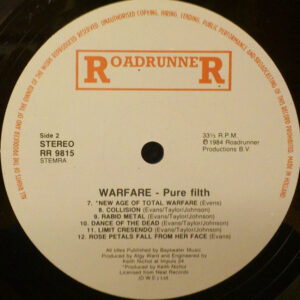 ALL RIGHTS OF THE PRODUCER AND OF THE OWNER OF THE WORK REPRODUCED RESERVED UNAUTHORISED COPYING, HIRING, LENDING, PUBLIC PERFORMANCE AND BROADCASTING OF THIS RECORD PROHIBITED. MADE IN HOLLAND
ROADRUNNER
Side 2
STEREO
RR 9815
STEMRA
33⅓ R.P.M.
℗1984 Roadrunner
Productions B.V.
WARFARE - Pure filth
7. *NEW AGE OF TOTAL WARFARE (Evans)
8. COLLISION (Evans/Taylor/Johnson)
9. RABID METAL (Evans/Taylor/Johnson)
10. DANCE OF THE DEAD (Evans/Taylor/Johnson)
11. LIMIT CRESENDO (Evans/Taylor/Johnson)
12. ROSE PETALS FALL FROM HER FACE (Evans)
All titles Published by Bayswater Music
Produced by Algy Ward and Engineered by
Keith Nichol at Impulse 24
*Produced by Keith Nichol
Licensed from Neat Records
(D.W.E.) Ltd.